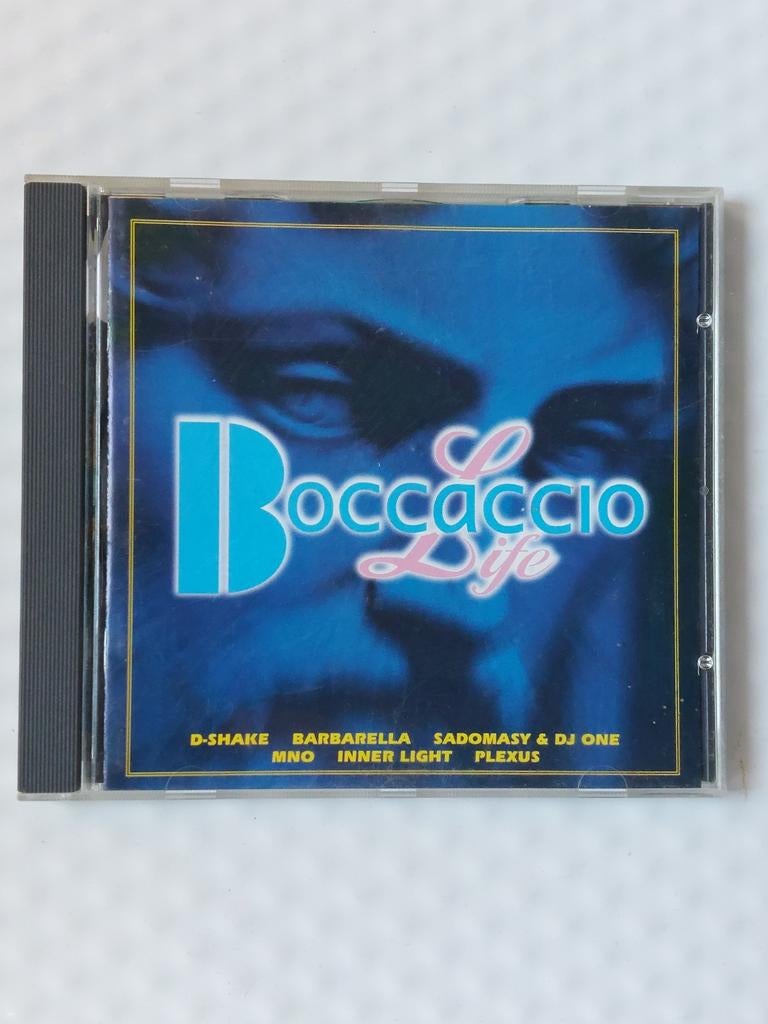 Boccaccio
Life
D-SHAKE BARBARELLA SADOMASY & DJ ONE
MNO INNER LIGHT PLEXUS